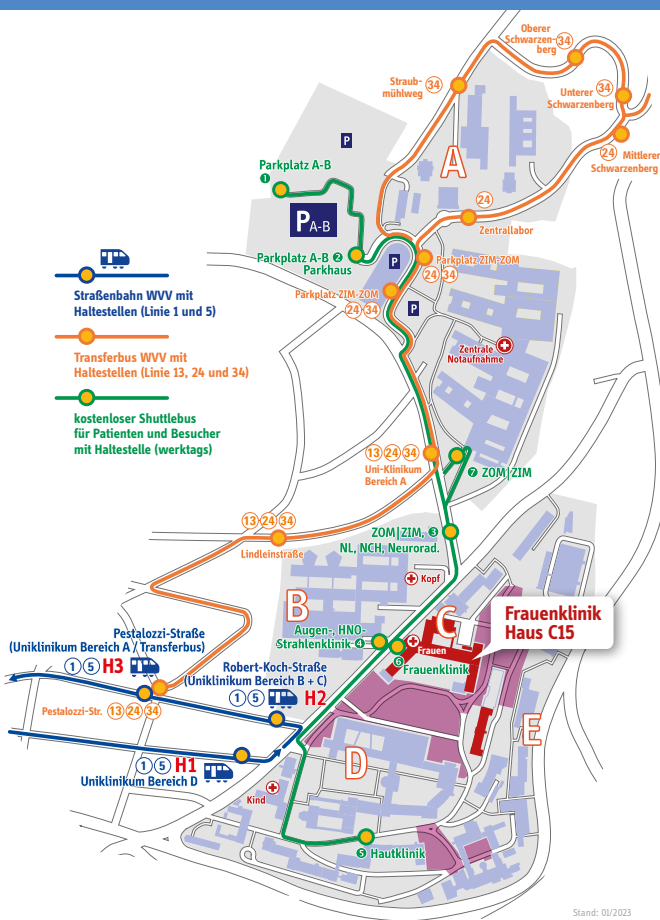 Oberer
Schwarzen-
berg 34
Straub-
mühlweg 34
Unterer 34
Schwarzenberg
24 Mittlerer
Schwarzenberg
A
P
Parkplatz A-B
1
P A-B
24
Zentrallabor
Parkplatz A-B 2
Parkhaus
P
Parkplatz ZIM-ZOM
24 34
Parkplatz ZIM-ZOM
24 34
P
Straßenbahn WVV mit
Haltestellen (Linie 1 und 5)
Transferbus WVV mit
Haltestellen (Linie 13, 24 und 34)
kostenloser Shuttlebus
für Patienten und Besucher
mit Haltestelle (werktags)
Zentrale
Notaufnahme
13 24 34
Uni-Klinikum
Bereich A
7 ZOM|ZIM
13 24 34
Lindleinstraße
ZOM|ZIM, 3
NL, NCH, Neurorad.
Kopf
B
C
Frauenklinik
Haus C15
Augen-, HNO-
Strahlenklinik 4
Frauen
6
Frauenklinik
Pestalozzi-Straße
(Uniklinikum Bereich A / Transferbus)
1 5 H3
Robert-Koch-Straße
(Uniklinikum Bereich B + C)
1 5 H2
Pestalozzi-Str. 13 24 34
E
D
1 5 H1
Uniklinikum Bereich D
Kind
5 Hautklinik
Stand: 01/2023